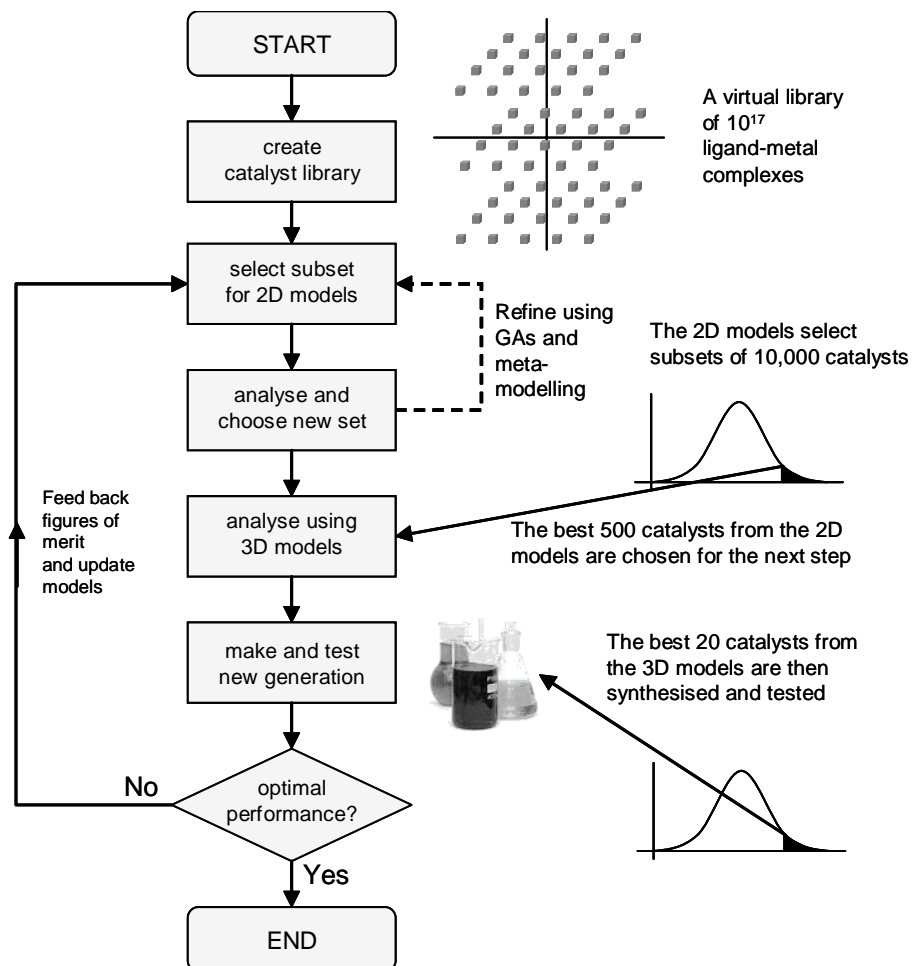 START
A virtual library
of 10¹⁷
ligand-metal
complexes
create
catalyst library
select subset
for 2D models
Refine using
GAs and
meta-
modelling
The 2D models select
subsets of 10,000 catalysts
analyse and
choose new set
Feed back
figures of
merit
and update
models
analyse using
3D models
The best 500 catalysts from the 2D
models are chosen for the next step
make and test
new generation
The best 20 catalysts from
the 3D models are then
synthesised and tested
No
optimal
performance?
Yes
END